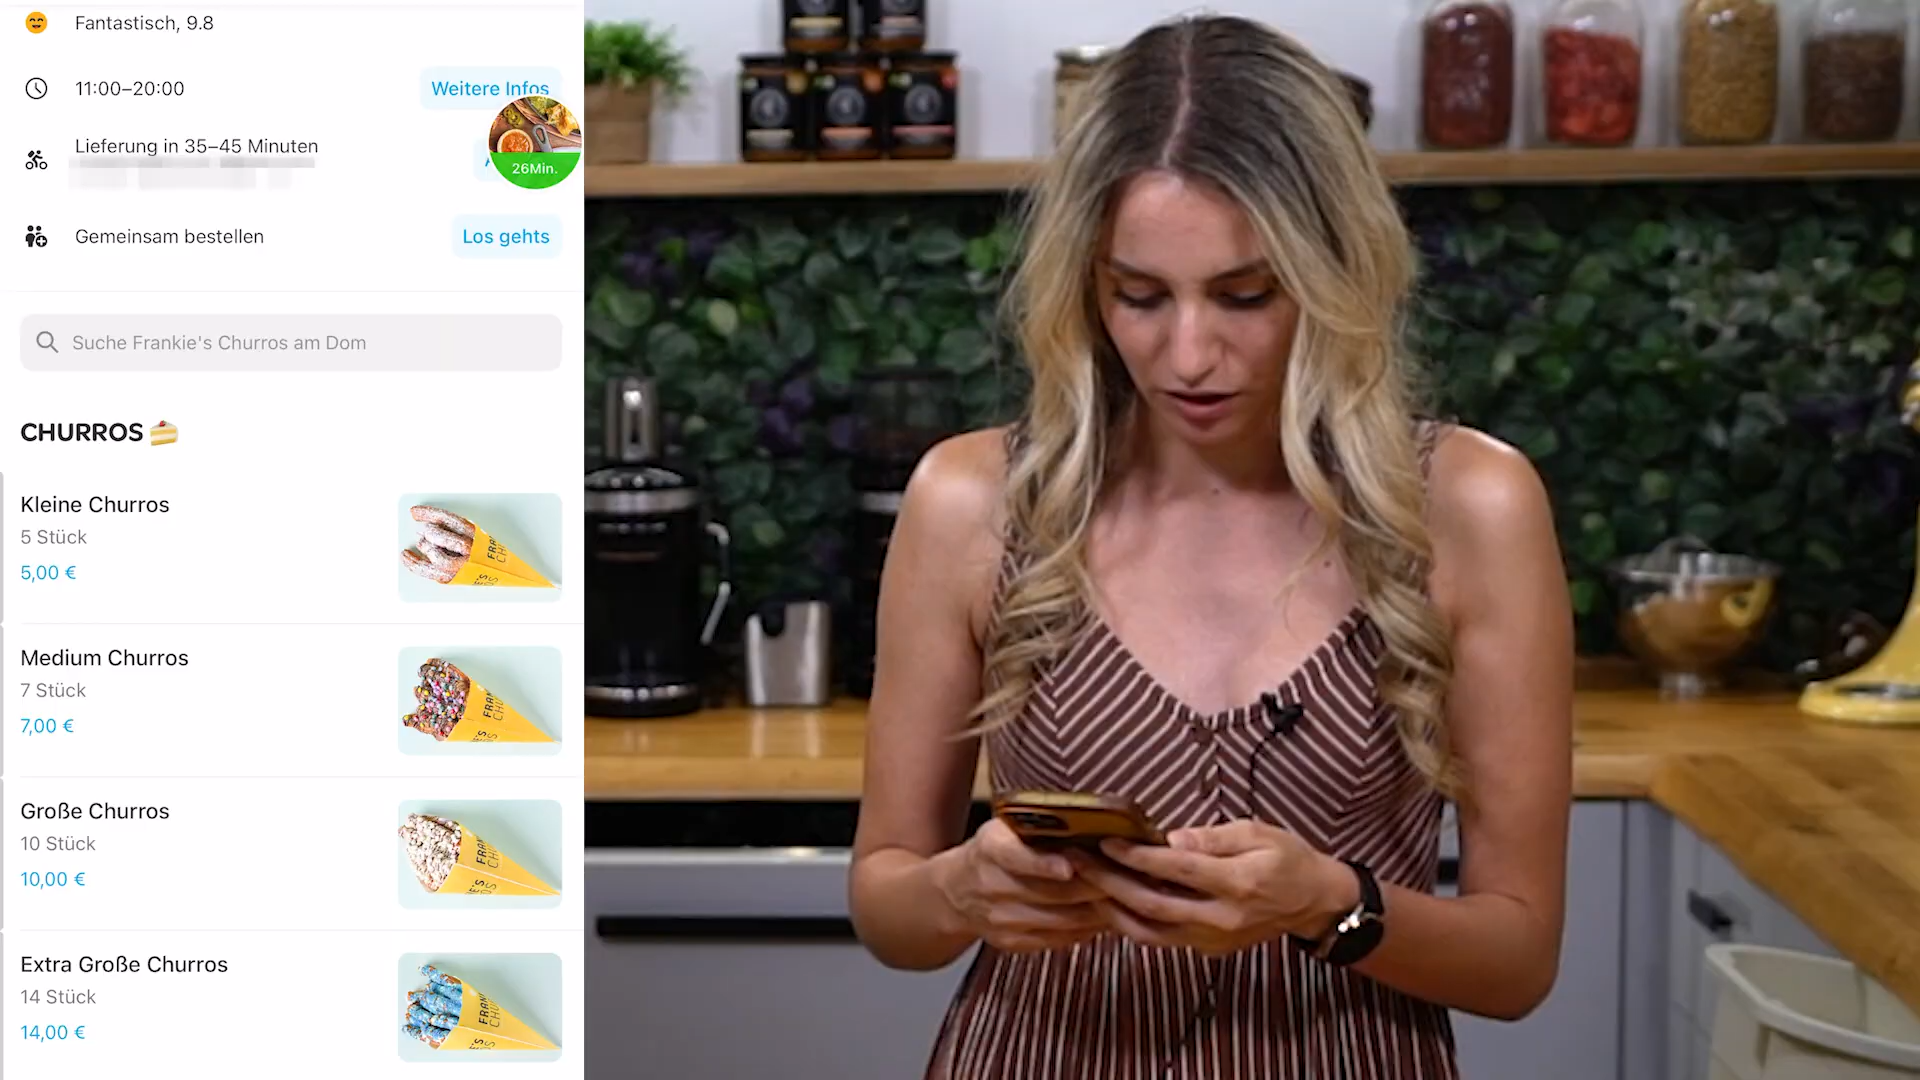 Fantastisch, 9.8
11:00–20:00
Weitere Infos
Lieferung in 35–45 Minuten
26Min.
Gemeinsam bestellen
Los gehts
Suche Frankie's Churros am Dom
CHURROS
Kleine Churros
5 Stück
5,00 €
Medium Churros
7 Stück
7,00 €
Große Churros
10 Stück
10,00 €
Extra Große Churros
14 Stück
14,00 €